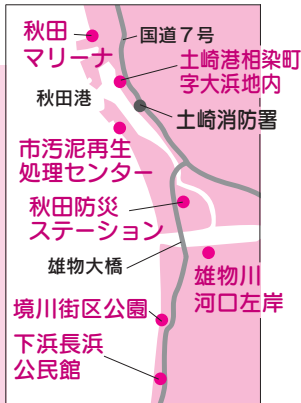 秋田
マリーナ
国道７号
土崎港相染町
字大浜地内
秋田港
土崎消防署
市汚泥再生
処理センター
秋田防災
ステーション
雄物大橋
雄物川
河口左岸
境川街区公園
下浜長浜
公民館